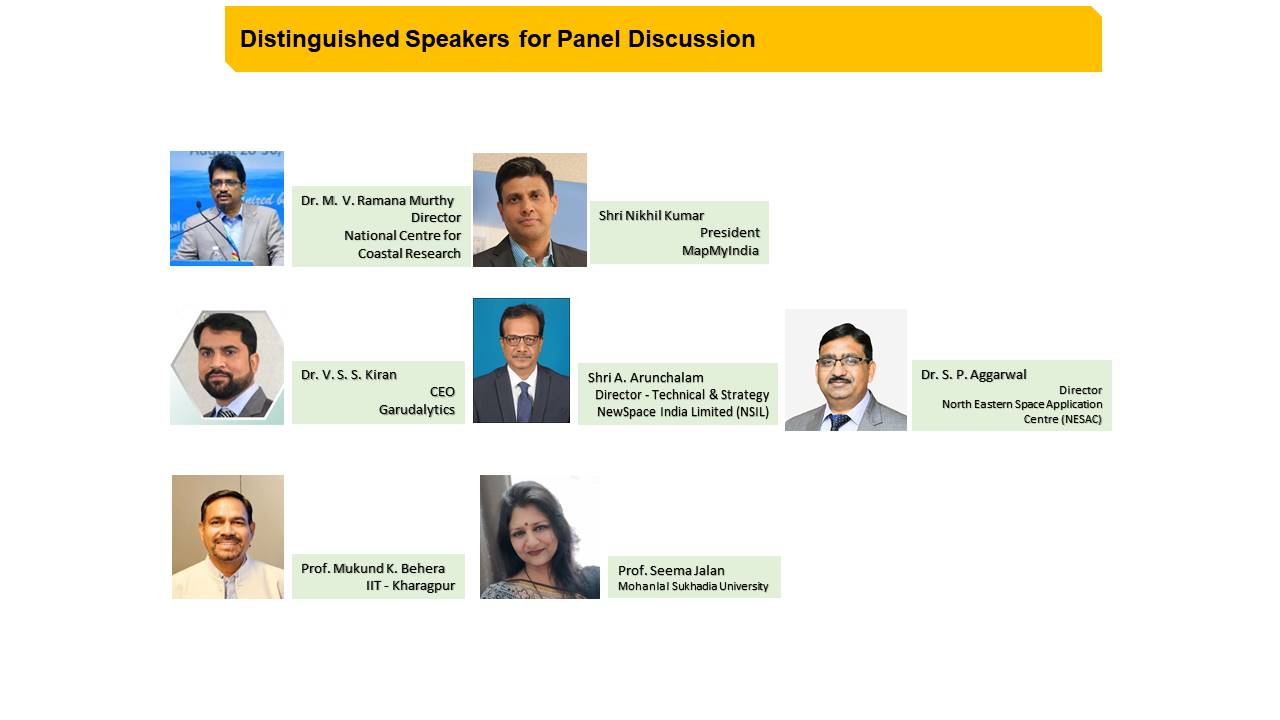 Distinguished Speakers for Panel Discussion
Dr. M. V. Ramana Murthy
Director
National Centre for
Coastal Research
Shri Nikhil Kumar
President
MapMyIndia
Dr. V. S. S. Kiran
CEO
Garudalytics
Shri A. Arunchalam
Director - Technical & Strategy
NewSpace India Limited (NSIL)
Dr. S. P. Aggarwal
Director
North Eastern Space Application
Centre (NESAC)
Prof. Mukund K. Behera
IIT - Kharagpur
Prof. Seema Jalan
Mohanlal Sukhadia University